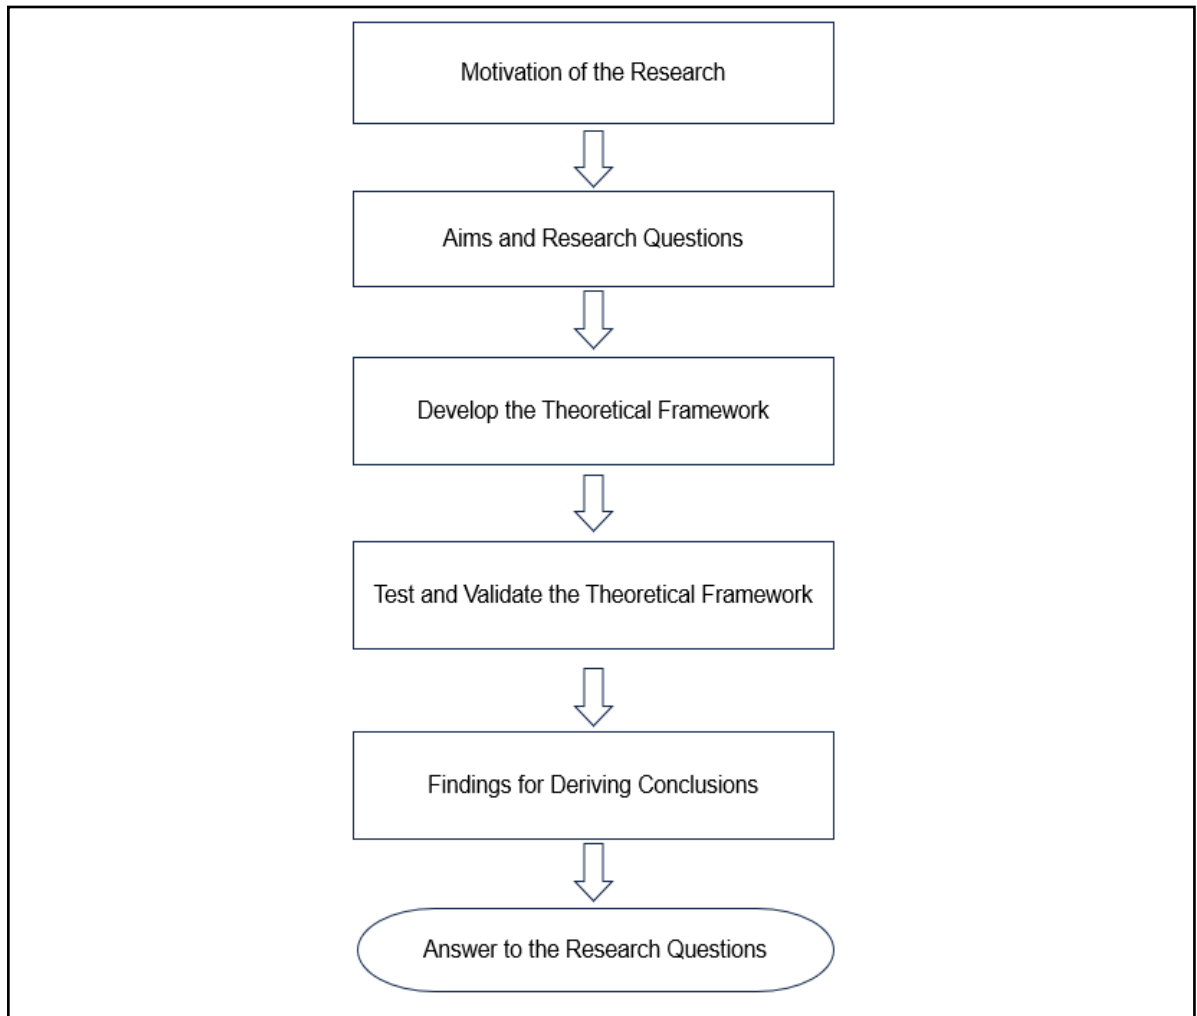 Motivation of the Research
Aims and Research Questions
Develop the Theoretical Framework
Test and Validate the Theoretical Framework
Findings for Deriving Conclusions
Answer to the Research Questions